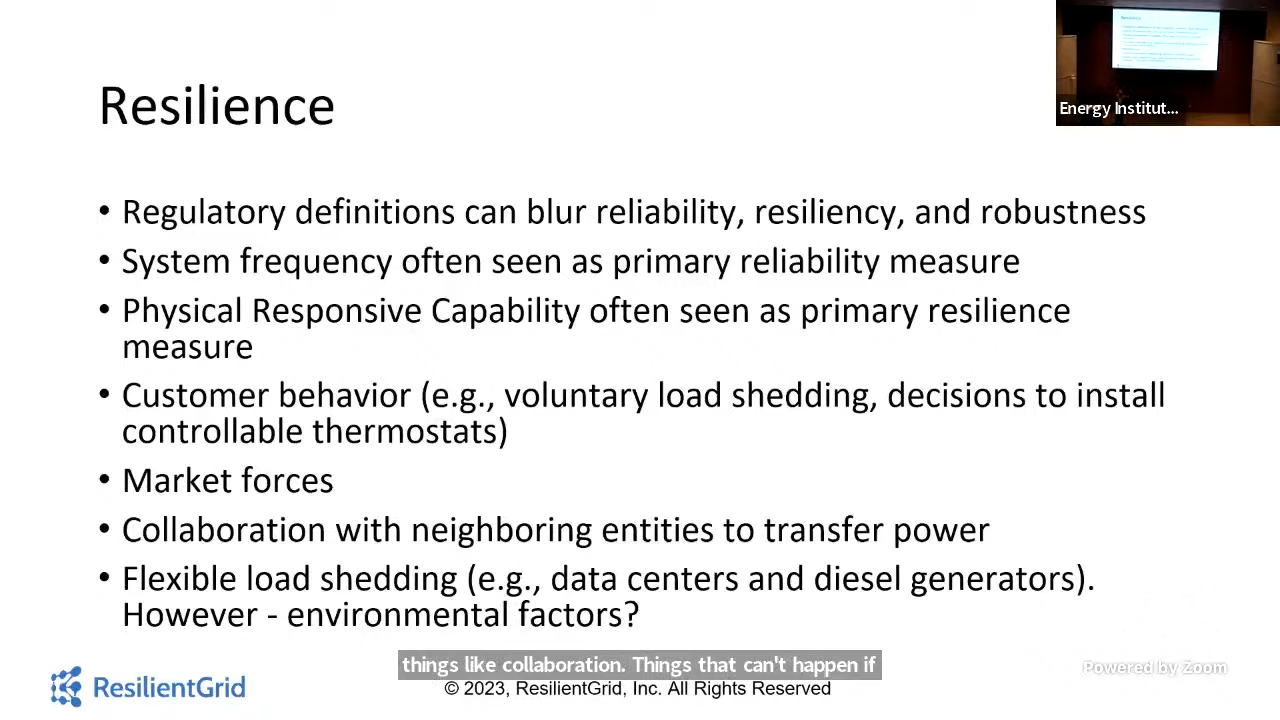 Energy Institut...
Resilience
• Regulatory definitions can blur reliability, resiliency, and robustness
• System frequency often seen as primary reliability measure
• Physical Responsive Capability often seen as primary resilience
measure
• Customer behavior (e.g., voluntary load shedding, decisions to install
controllable thermostats)
• Market forces
• Collaboration with neighboring entities to transfer power
• Flexible load shedding (e.g., data centers and diesel generators).
However - environmental factors?
things like collaboration. Things that can't happen if
ResilientGrid
© 2023, ResilientGrid, Inc. All Rights Reserved
Powered by Zoom